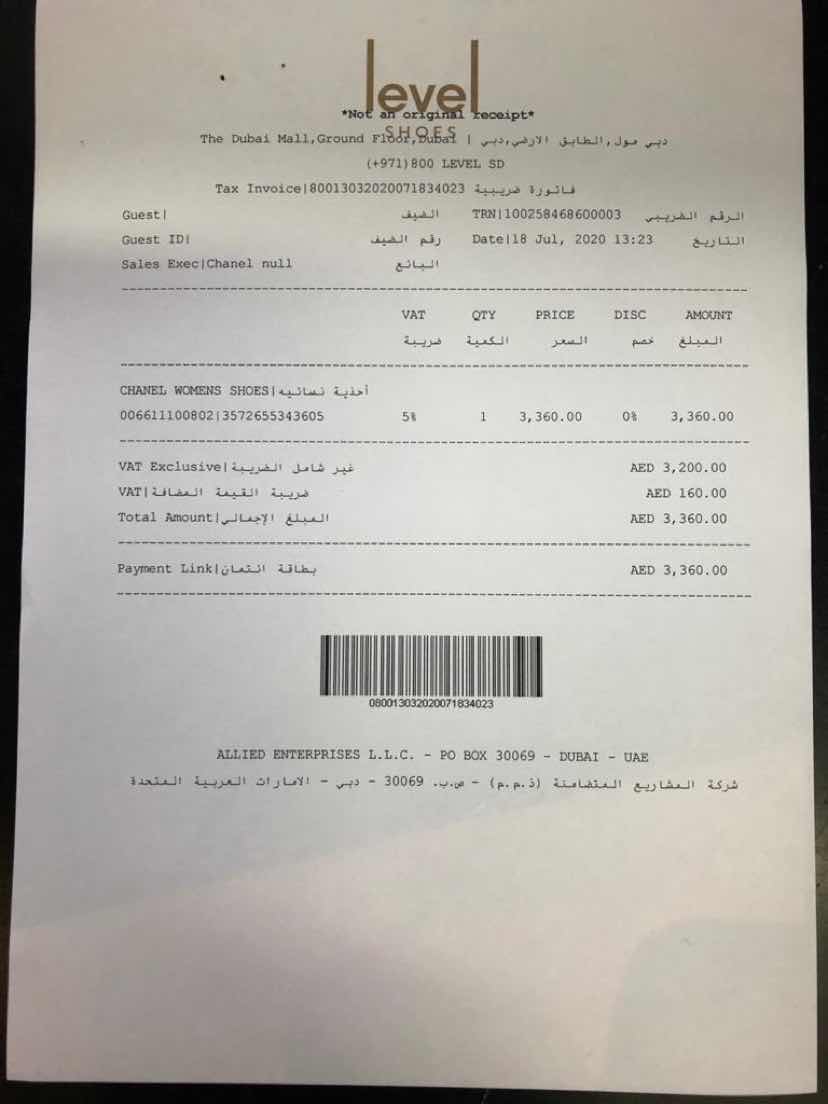 level
SHOES
*Not an original receipt*
The Dubai Mall,Ground Floor,Dubai | دبي مول,الطابق الارضي,دبي
(+971)800 LEVEL SD
Tax Invoice|80013032020071834023 فاتورة ضريبية
Guest| الضيف TRN|100258468600003 الرقم الضريبي
Guest ID| رقم الضيف Date|18 Jul, 2020 13:23 التاريخ
Sales Exec|Chanel null البائع
VAT QTY PRICE DISC AMOUNT
ضريبة الكمية السعر خصم المبلغ
CHANEL WOMENS SHOES|أحذية نسائيه
006611100802|3572655343605 5% 1 3,360.00 0% 3,360.00
VAT Exclusive|غير شامل الضريبة AED 3,200.00
VAT|ضريبة القيمة المضافة AED 160.00
Total Amount|المبلغ الإجمالي AED 3,360.00
Payment Link|بطاقة ائتمان AED 3,360.00
080013032020071834023
ALLIED ENTERPRISES L.L.C. - PO BOX 30069 - DUBAI - UAE
شركة المشاريع المتضامنة (ذ.م.م) - ص.ب. 30069 - دبي - الامارات العربية المتحدة